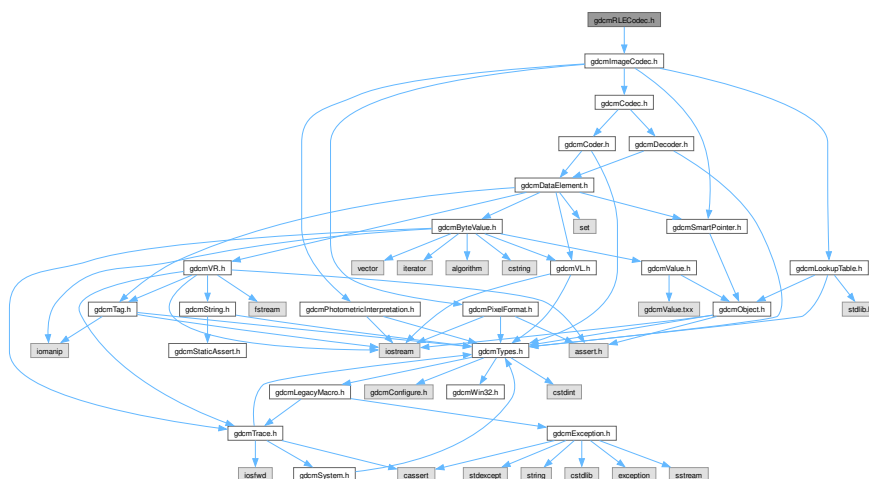 gdcmRLECodec.h
gdcmImageCodec.h
gdcmCodec.h
gdcmCoder.h
gdcmDecoder.h
gdcmDataElement.h
gdcmByteValue.h
set
gdcmSmartPointer.h
gdcmVR.h
vector
iterator
algorithm
cstring
gdcmVL.h
gdcmValue.h
gdcmLookupTable.h
gdcmTag.h
gdcmString.h
fstream
gdcmPhotometricInterpretation.h
gdcmPixelFormat.h
gdcmValue.txx
gdcmObject.h
stdlib.h
iomanip
gdcmStaticAssert.h
iostream
gdcmTypes.h
assert.h
gdcmLegacyMacro.h
gdcmConfigure.h
gdcmWin32.h
cstdint
gdcmTrace.h
gdcmException.h
iosfwd
gdcmSystem.h
cassert
stdexcept
string
cstdlib
exception
sstream